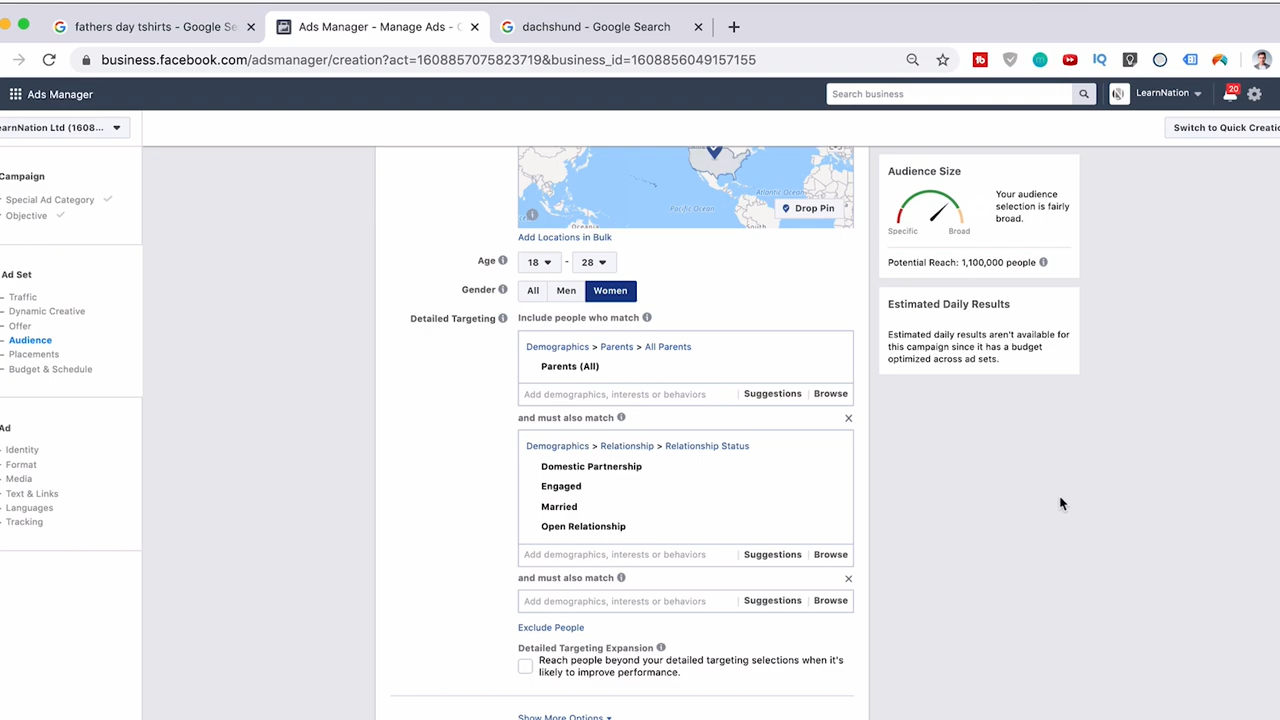 fathers day tshirts - Google Se
Ads Manager - Manage Ads - C
dachshund - Google Search
business.facebook.com/adsmanager/creation?act=1608857075823719&business_id=1608856049157155
Ads Manager
Search business
LearnNation
20
earnNation Ltd (1608...
Switch to Quick Creatio
Campaign
Special Ad Category
Objective
Ad Set
Traffic
Dynamic Creative
Offer
Audience
Placements
Budget & Schedule
Ad
Identity
Format
Media
Text & Links
Languages
Tracking
Oceania
Pacific Ocean
Atlantic Ocean
South
Drop Pin
Add Locations in Bulk
Age
18
-
28
Gender
All
Men
Women
Detailed Targeting
Include people who match
Demographics > Parents > All Parents
Parents (All)
Add demographics, interests or behaviors
Suggestions
Browse
and must also match
Demographics > Relationship > Relationship Status
Domestic Partnership
Engaged
Married
Open Relationship
Add demographics, interests or behaviors
Suggestions
Browse
and must also match
Add demographics, interests or behaviors
Suggestions
Browse
Exclude People
Detailed Targeting Expansion
Reach people beyond your detailed targeting selections when it's
likely to improve performance.
Show More Options
Audience Size
Specific
Broad
Your audience
selection is fairly
broad.
Potential Reach: 1,100,000 people
Estimated Daily Results
Estimated daily results aren't available for
this campaign since it has a budget
optimized across ad sets.